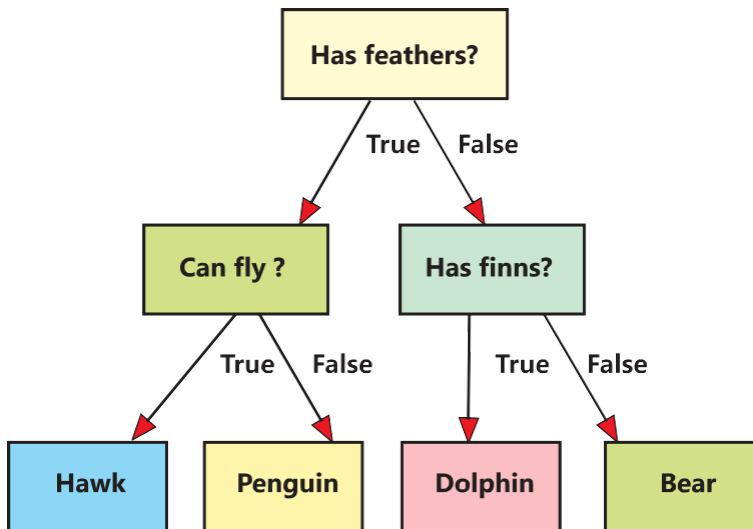 Has feathers?
True False
Can fly ? Has finns?
True False True False
Hawk Penguin Dolphin Bear